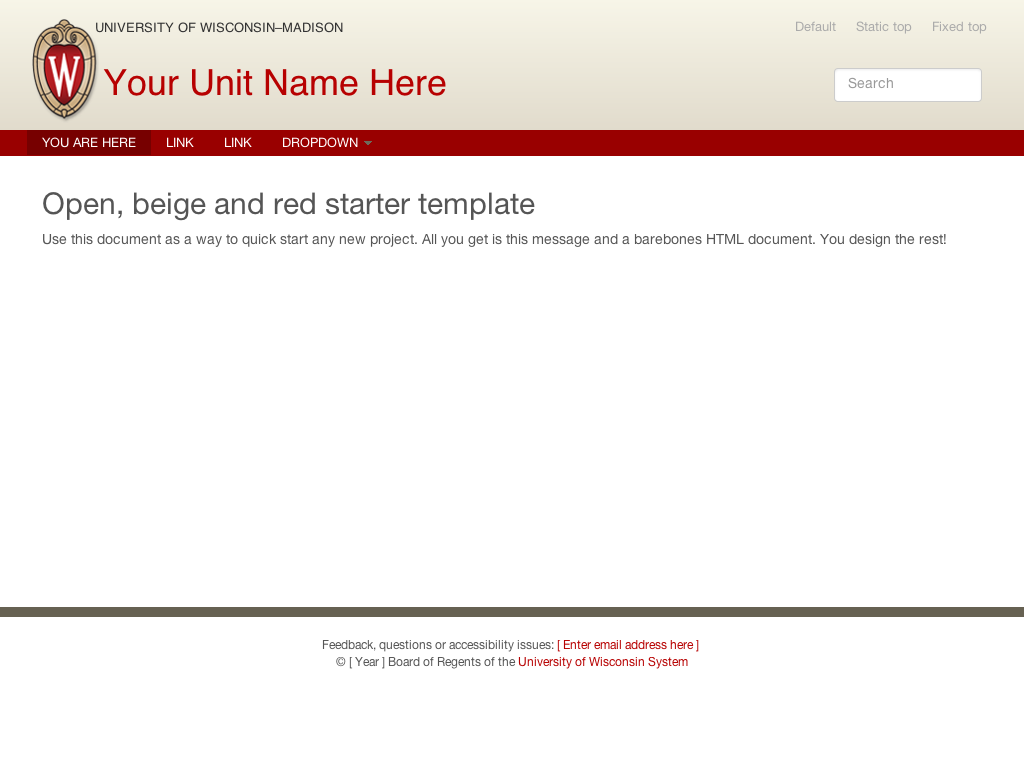 UNIVERSITY OF WISCONSIN–MADISON
Default Static top Fixed top
W
Your Unit Name Here
Search
YOU ARE HERE LINK LINK DROPDOWN
Open, beige and red starter template
Use this document as a way to quick start any new project. All you get is this message and a barebones HTML document. You design the rest!
Feedback, questions or accessibility issues: [ Enter email address here ]
© [ Year ] Board of Regents of the University of Wisconsin System